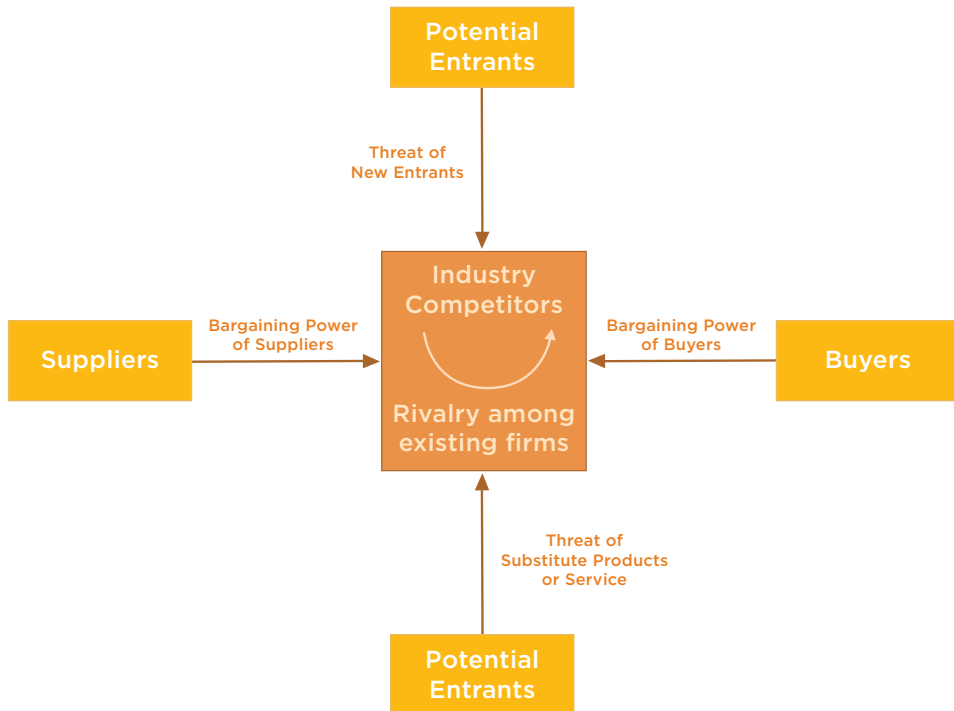 Potential
Entrants
Threat of
New Entrants
Industry
Competitors
Bargaining Power
of Suppliers
Bargaining Power
of Buyers
Suppliers
Buyers
Rivalry among
existing firms
Threat of
Substitute Products
or Service
Potential
Entrants